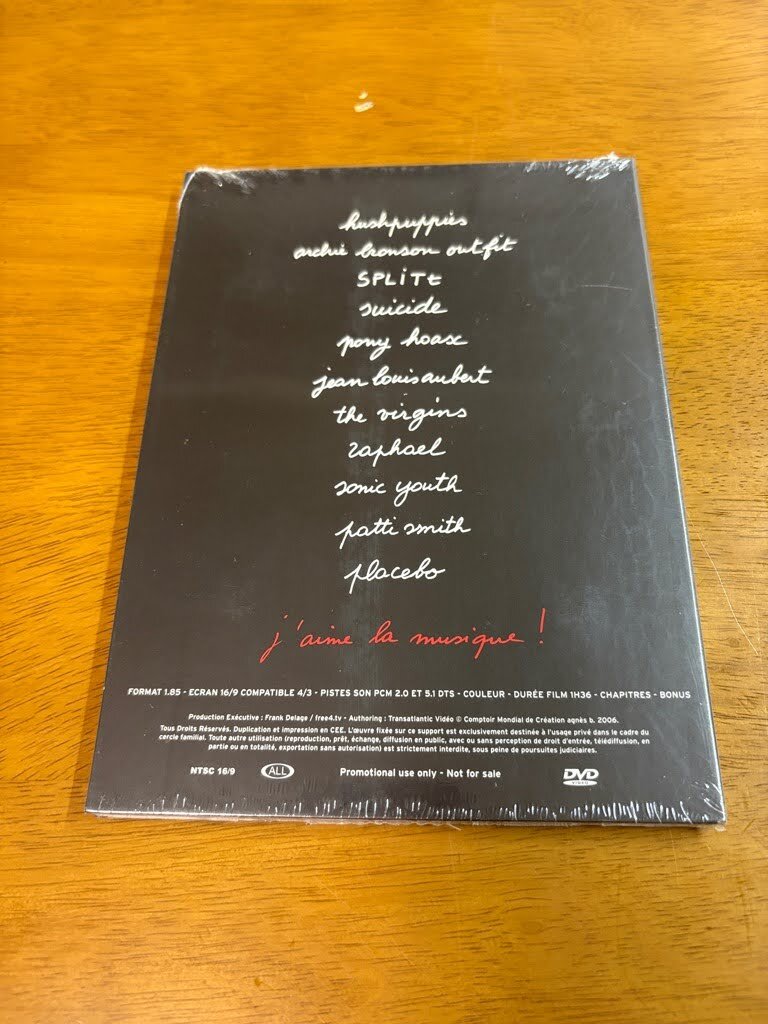 hushpuppies
archie bronson outfit
SPLiTt
suicide
pony hoax
jean louis aubert
the virgins
raphael
sonic youth
patti smith
placebo
j'aime la musique !
FORMAT 1.85 - ECRAN 16/9 COMPATIBLE 4/3 - PISTES SON PCM 2.0 ET 5.1 DTS - COULEUR - DURÉE FILM 1H36 - CHAPITRES - BONUS
Production Exécutive : Frank Delage / free4.tv - Authoring : Transatlantic Vidéo © Comptoir Mondial de Création agnès b. 2006.
Tous Droits Réservés. Duplication et impression en CEE. L'œuvre fixée sur ce support est exclusivement destinée à l'usage privé dans le cadre du
cercle familial. Toute autre utilisation (reproduction, prêt, échange, diffusion en public, avec ou sans perception de droit d'entrée, télédiffusion, en
partie ou en totalité, exportation sans autorisation) est strictement interdite, sous peine de poursuites judiciaires.
NTSC 16/9 ALL Promotional use only - Not for sale DVD VIDEO